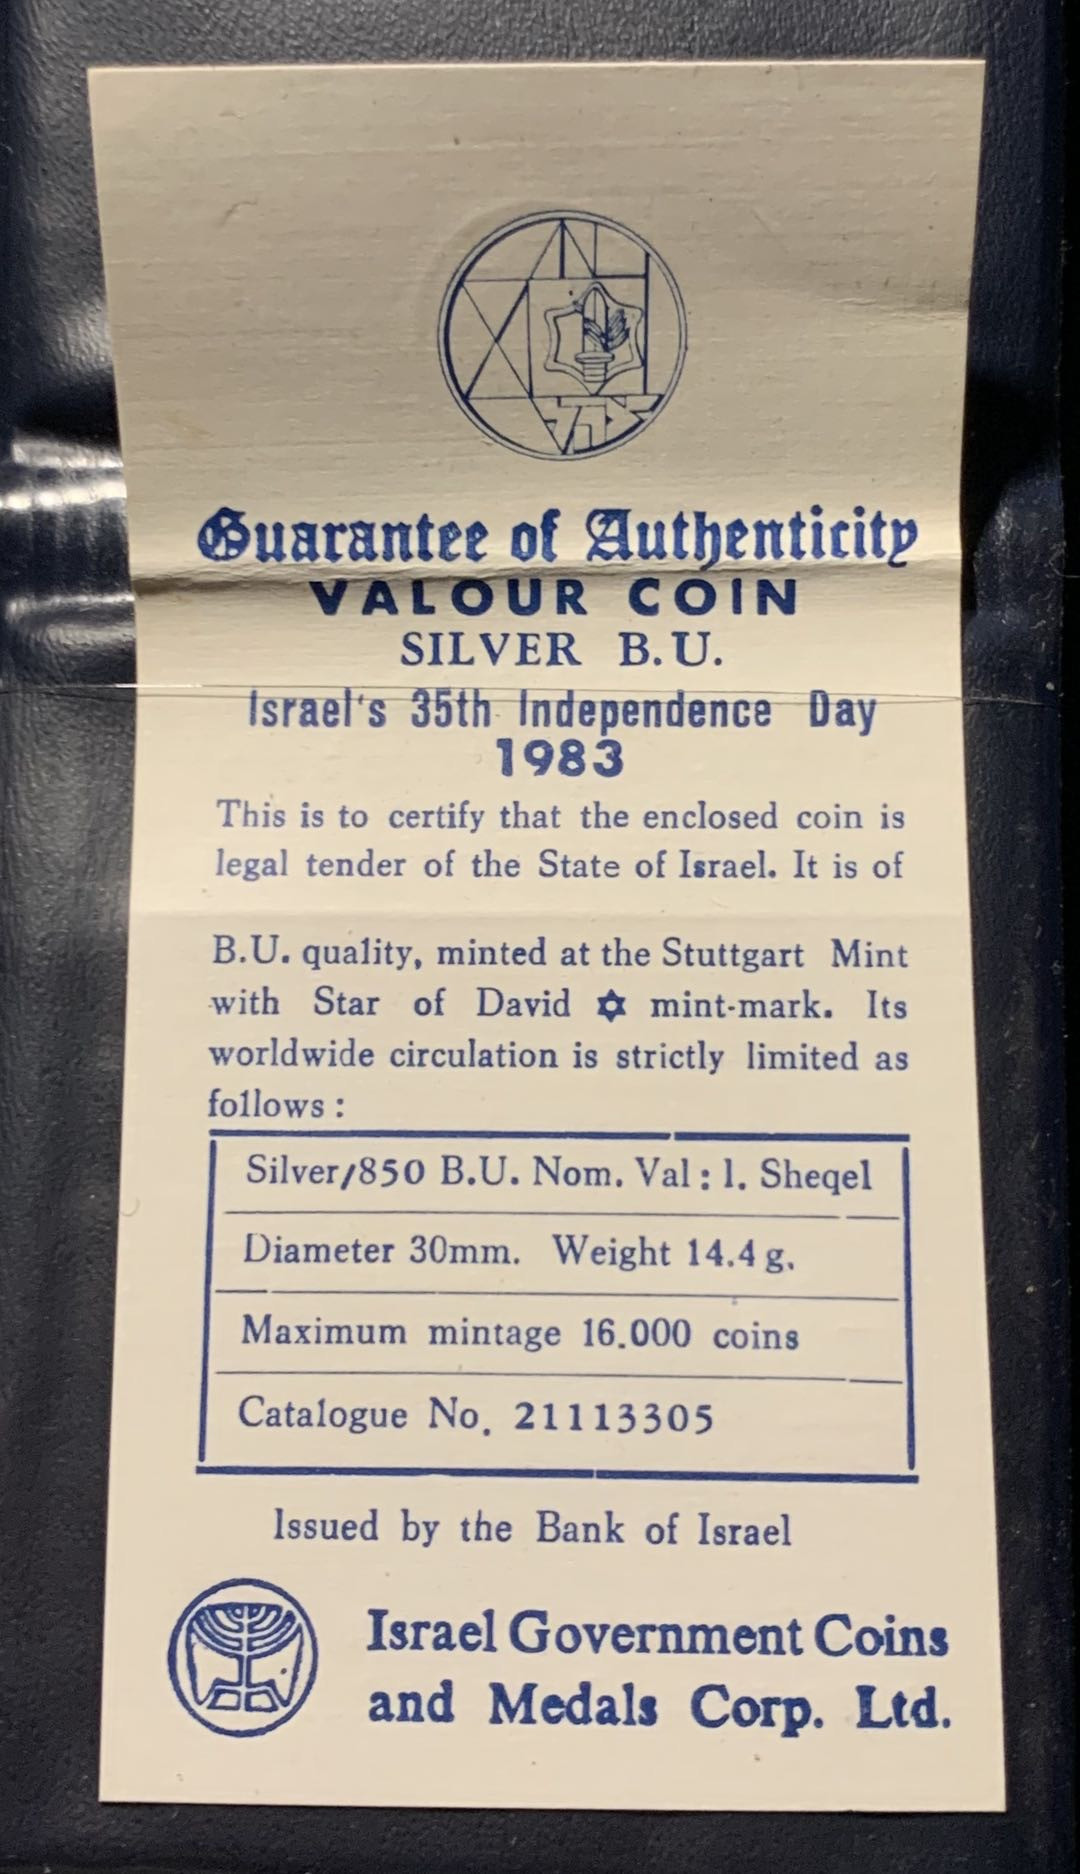 צהל
Guarantee of Authenticity
VALOUR COIN
SILVER B.U.
Israel's 35th Independence Day
1983
This is to certify that the enclosed coin is
legal tender of the State of Israel. It is of
B.U. quality, minted at the Stuttgart Mint
with Star of David ✡ mint-mark. Its
worldwide circulation is strictly limited as
follows :
Silver/850 B.U. Nom. Val : 1. Sheqel
Diameter 30mm. Weight 14.4 g.
Maximum mintage 16.000 coins
Catalogue No. 21113305
Issued by the Bank of Israel
Israel Government Coins
and Medals Corp. Ltd.